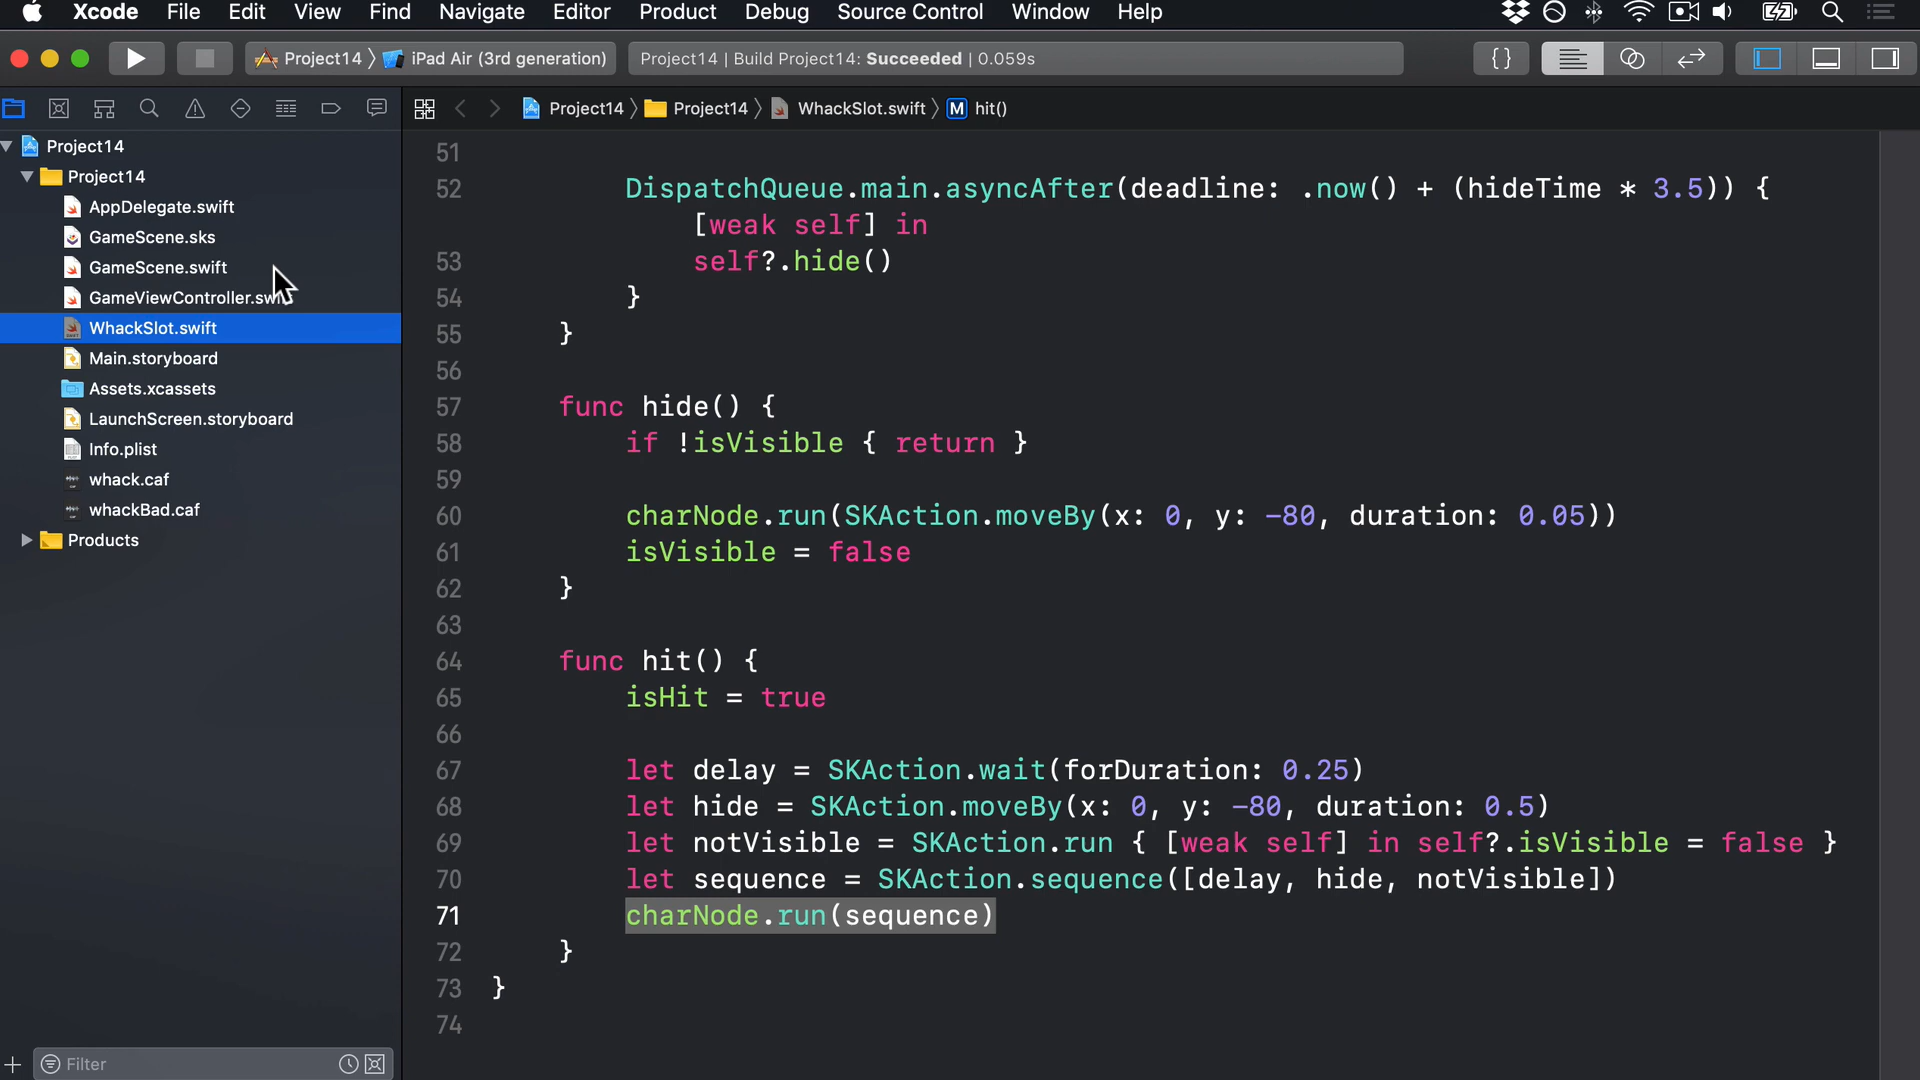 Xcode File Edit View Find Navigate Editor Product Debug Source Control Window Help
Project14 iPad Air (3rd generation) Project14 | Build Project14: Succeeded | 0.059s {}
Project14 Project14 WhackSlot.swift M hit()
Project14
Project14
AppDelegate.swift
GameScene.sks
GameScene.swift
GameViewController.swift
WhackSlot.swift
Main.storyboard
Assets.xcassets
LaunchScreen.storyboard
Info.plist
whack.caf
whackBad.caf
Products
Filter
51
52 DispatchQueue.main.asyncAfter(deadline: .now() + (hideTime * 3.5)) {
[weak self] in
53 self?.hide()
54 }
55 }
56
57 func hide() {
58 if !isVisible { return }
59
60 charNode.run(SKAction.moveBy(x: 0, y: -80, duration: 0.05))
61 isVisible = false
62 }
63
64 func hit() {
65 isHit = true
66
67 let delay = SKAction.wait(forDuration: 0.25)
68 let hide = SKAction.moveBy(x: 0, y: -80, duration: 0.5)
69 let notVisible = SKAction.run { [weak self] in self?.isVisible = false }
70 let sequence = SKAction.sequence([delay, hide, notVisible])
71 charNode.run(sequence)
72 }
73 }
74